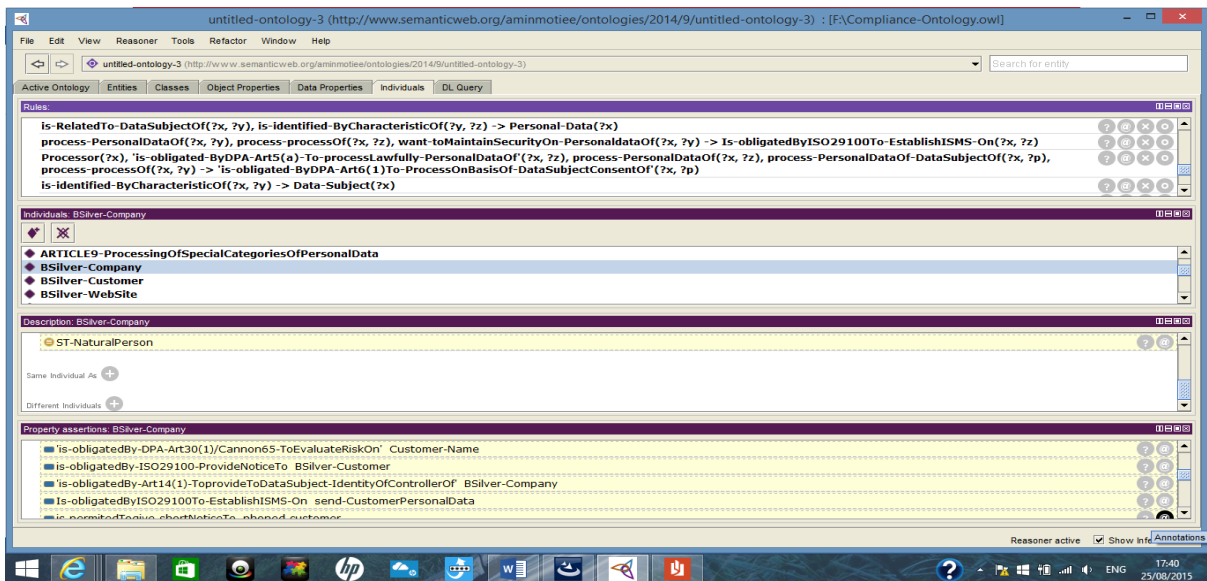 untitled-ontology-3 (http://www.semanticweb.org/aminmotiee/ontologies/2014/9/untitled-ontology-3) : [F:\Compliance-Ontology.owl]
File Edit View Reasoner Tools Refactor Window Help
untitled-ontology-3 (http://www.semanticweb.org/aminmotiee/ontologies/2014/9/untitled-ontology-3)
Search for entity
Active Ontology Entities Classes Object Properties Data Properties Individuals DL Query
Rules:
is-RelatedTo-DataSubjectOf(?x, ?y), is-identified-ByCharacteristicOf(?y, ?z) -> Personal-Data(?x)
process-PersonalDataOf(?x, ?y), process-processOf(?x, ?z), want-toMaintainSecurityOn-PersonaldataOf(?x, ?y) -> Is-obligatedByISO29100To-EstablishISMS-On(?x, ?z)
Processor(?x), 'is-obligated-ByDPA-Art5(a)-To-processLawfully-PersonalDataOf'(?x, ?z), process-PersonalDataOf(?x, ?z), process-PersonalDataOf-DataSubjectOf(?x, ?p),
process-processOf(?x, ?y) -> 'is-obligated-ByDPA-Art6(1)To-ProcessOnBasisOf-DataSubjectConsentOf'(?x, ?p)
is-identified-ByCharacteristicOf(?x, ?y) -> Data-Subject(?x)
Individuals: BSilver-Company
ARTICLE9-ProcessingOfSpecialCategoriesOfPersonalData
BSilver-Company
BSilver-Customer
BSilver-WebSite
Description: BSilver-Company
ST-NaturalPerson
Same Individual As
Different Individuals
Property assertions: BSilver-Company
'is-obligatedBy-DPA-Art30(1)/Cannon65-ToEvaluateRiskOn' Customer-Name
is-obligatedBy-ISO29100-ProvideNoticeTo BSilver-Customer
'is-obligatedBy-Art14(1)-ToprovideToDataSubject-IdentityOfControllerOf' BSilver-Company
Is-obligatedByISO29100To-EstablishISMS-On send-CustomerPersonalData
is-permitedTogive-shortNoticeTo phoned-customer
Reasoner active Show Infe
Annotations
hp
17:40
ENG
25/08/2015